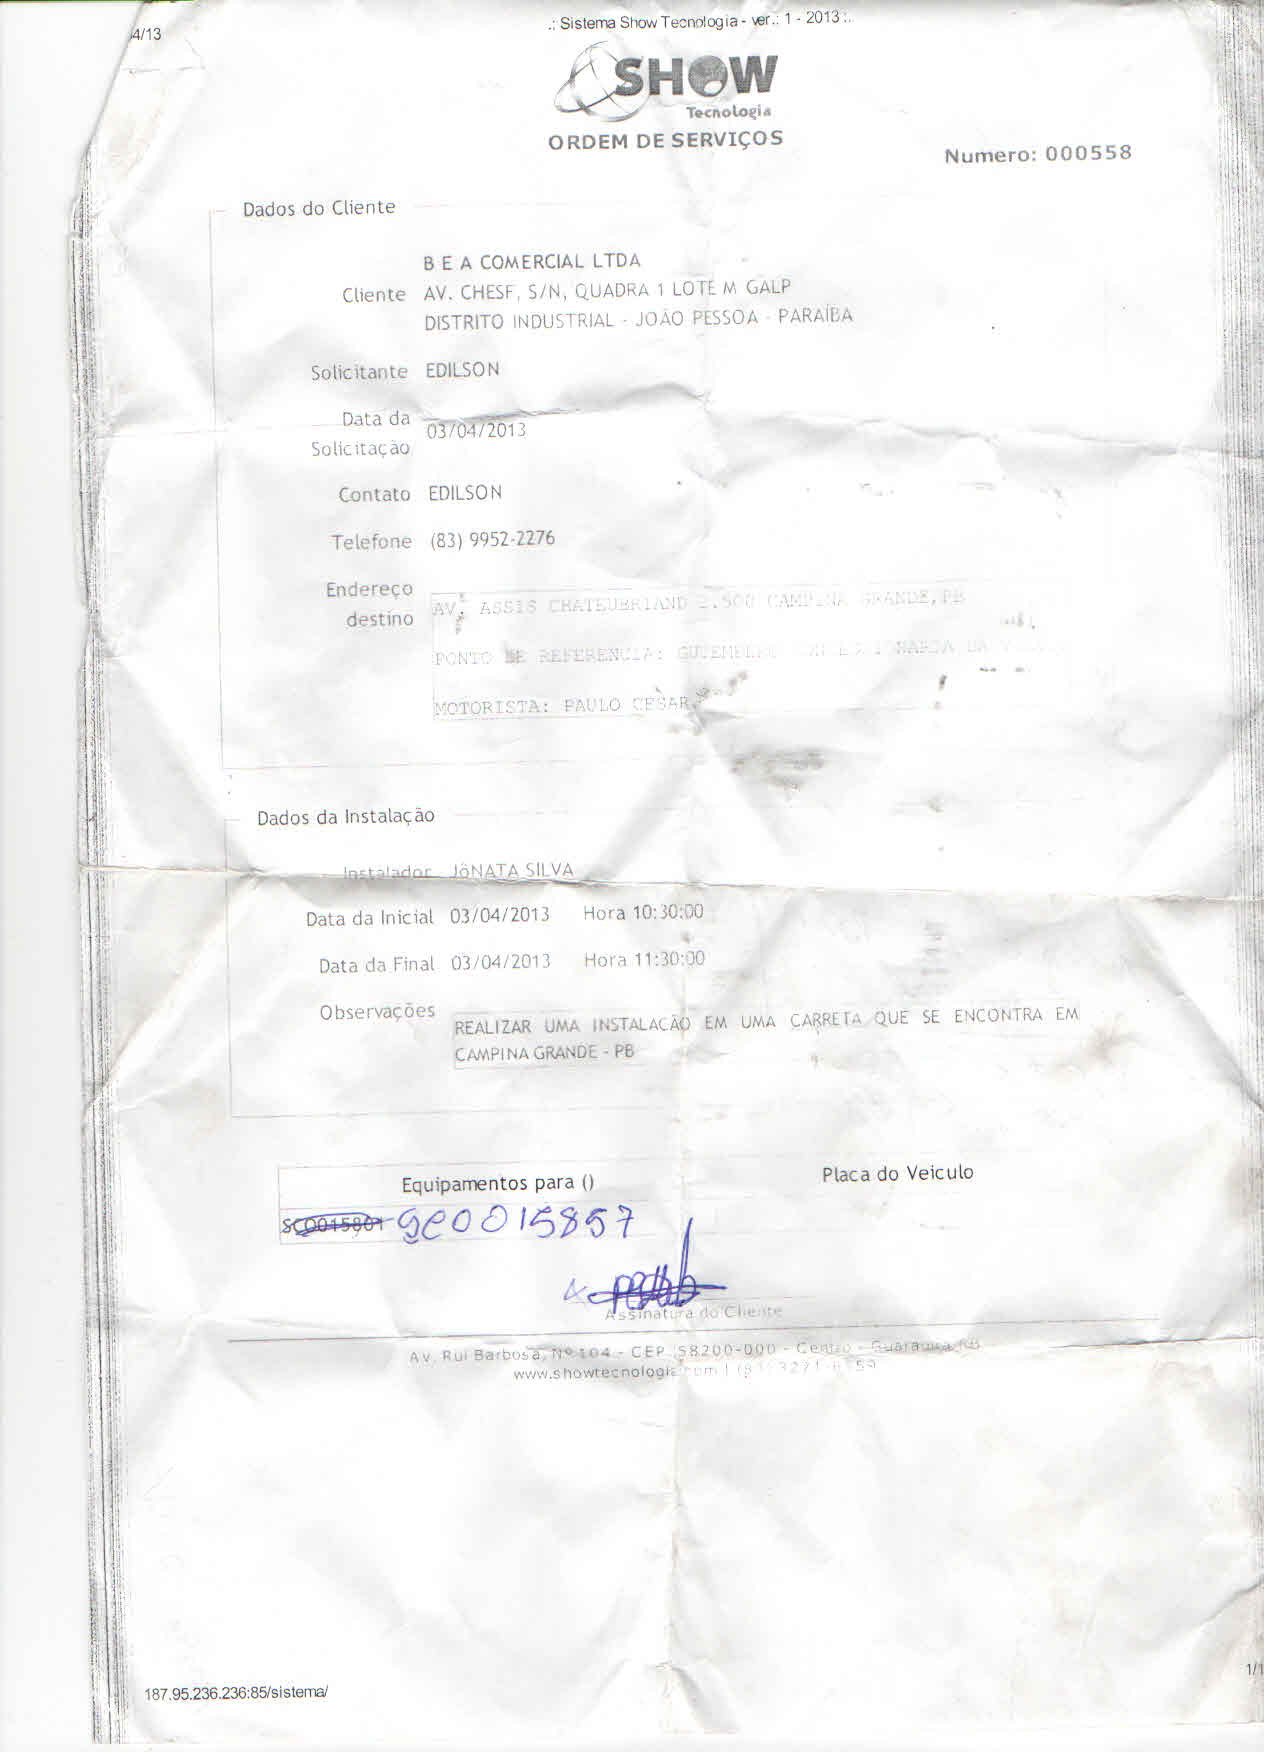 4/13
.: Sistema Show Tecnologia - ver.: 1 - 2013 :.
SHOW
Tecnologia
ORDEM DE SERVIÇOS
Numero: 000558
Dados do Cliente
B E A COMERCIAL LTDA
Cliente AV. CHESF, S/N, QUADRA 1 LOTE M GALP
DISTRITO INDUSTRIAL - JOÃO PESSOA - PARAÍBA
Solicitante EDILSON
Data da Solicitação 03/04/2013
Contato EDILSON
Telefone (83) 9952-2276
Endereço destino AV. ASSIS CHATEUBRIAND 2.500 CAMPINA GRANDE, PB
PONTO DE REFERENCIA:
MOTORISTA: PAULO CESAR
Dados da Instalação
Instalador JÔNATA SILVA
Data da Inicial 03/04/2013 Hora 10:30:00
Data da Final 03/04/2013 Hora 11:30:00
Observações REALIZAR UMA INSTALACÃO EM UMA CARRETA QUE SE ENCONTRA EM
CAMPINA GRANDE - PB
Equipamentos para ()
Placa do Veiculo
0015857
Assinatura do Cliente
Av. Rui Barbosa, Nº 104 - CEP 58200-000 - Centro - Guarabira, PB
www.showtecnologia.com |
187.95.236.236:85/sistema/
1/1